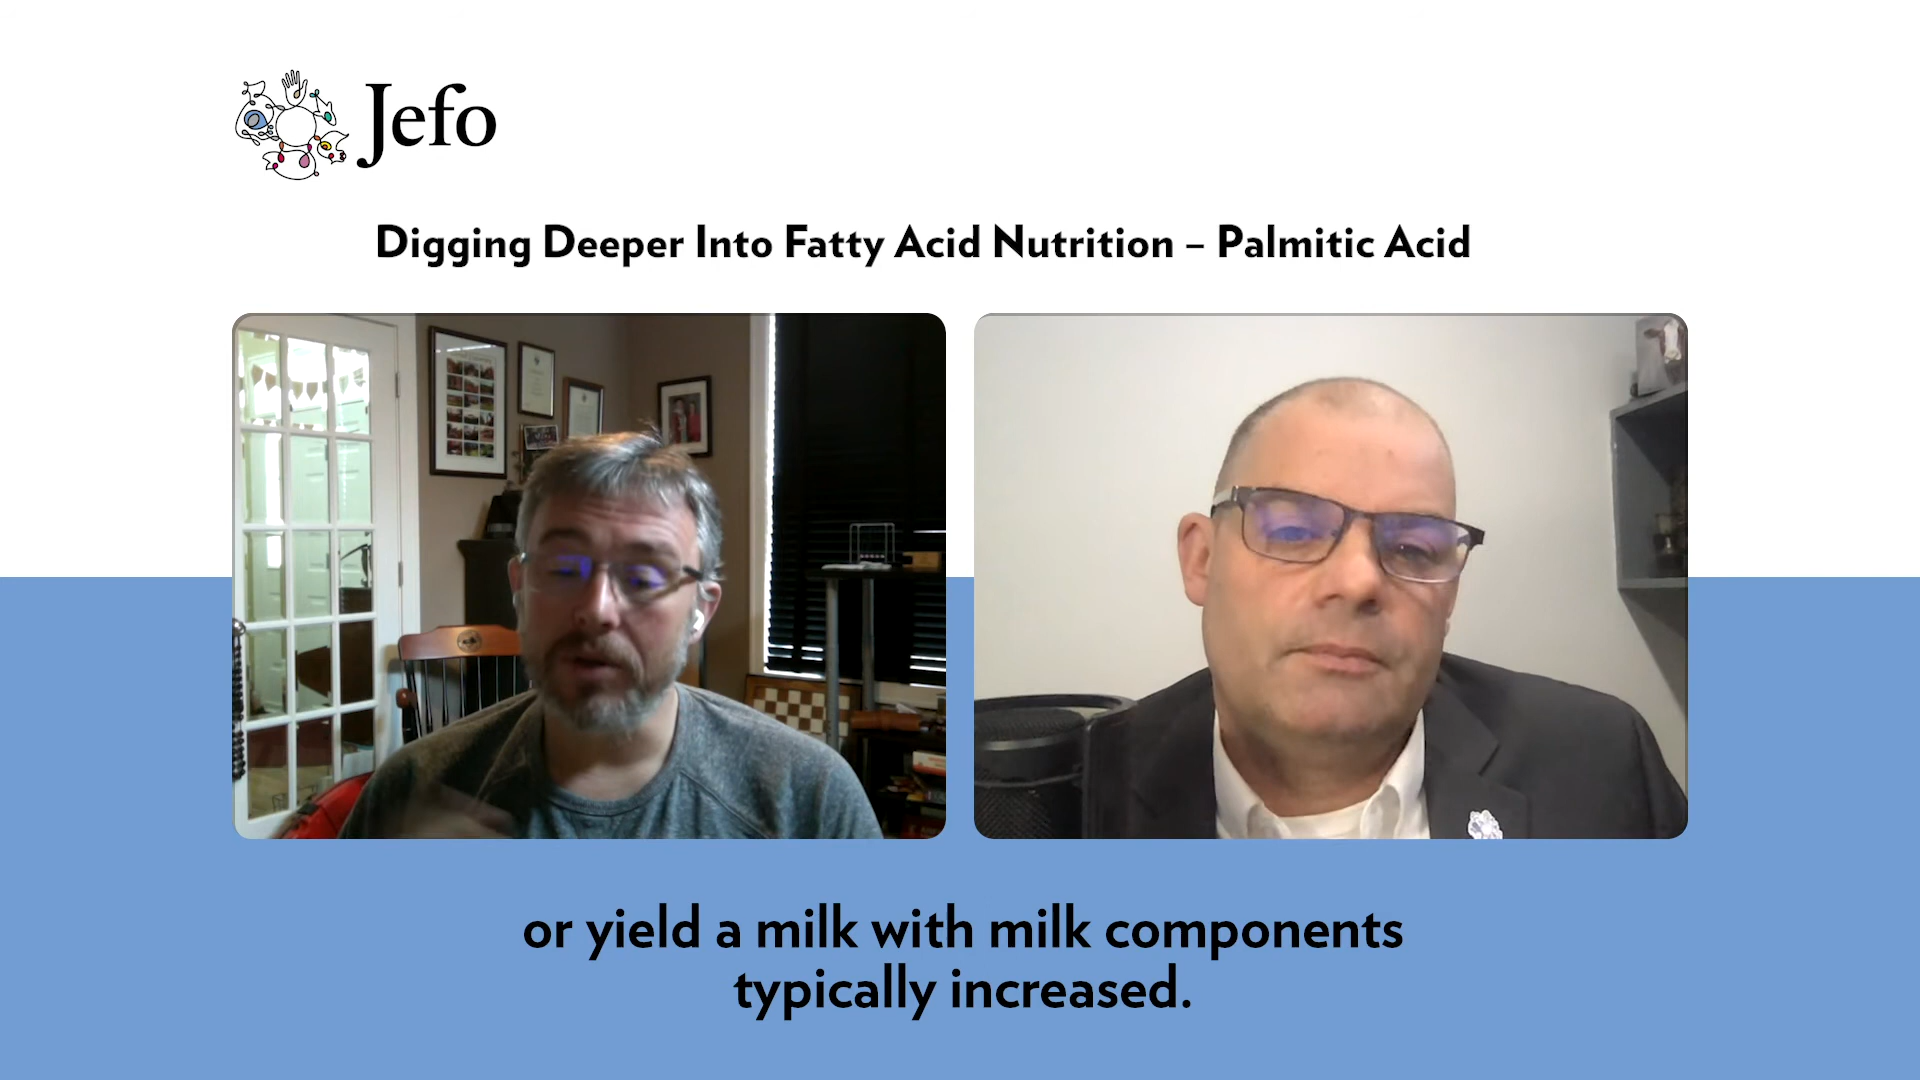 Jefo
Digging Deeper Into Fatty Acid Nutrition – Palmitic Acid
or yield a milk with milk components
typically increased.